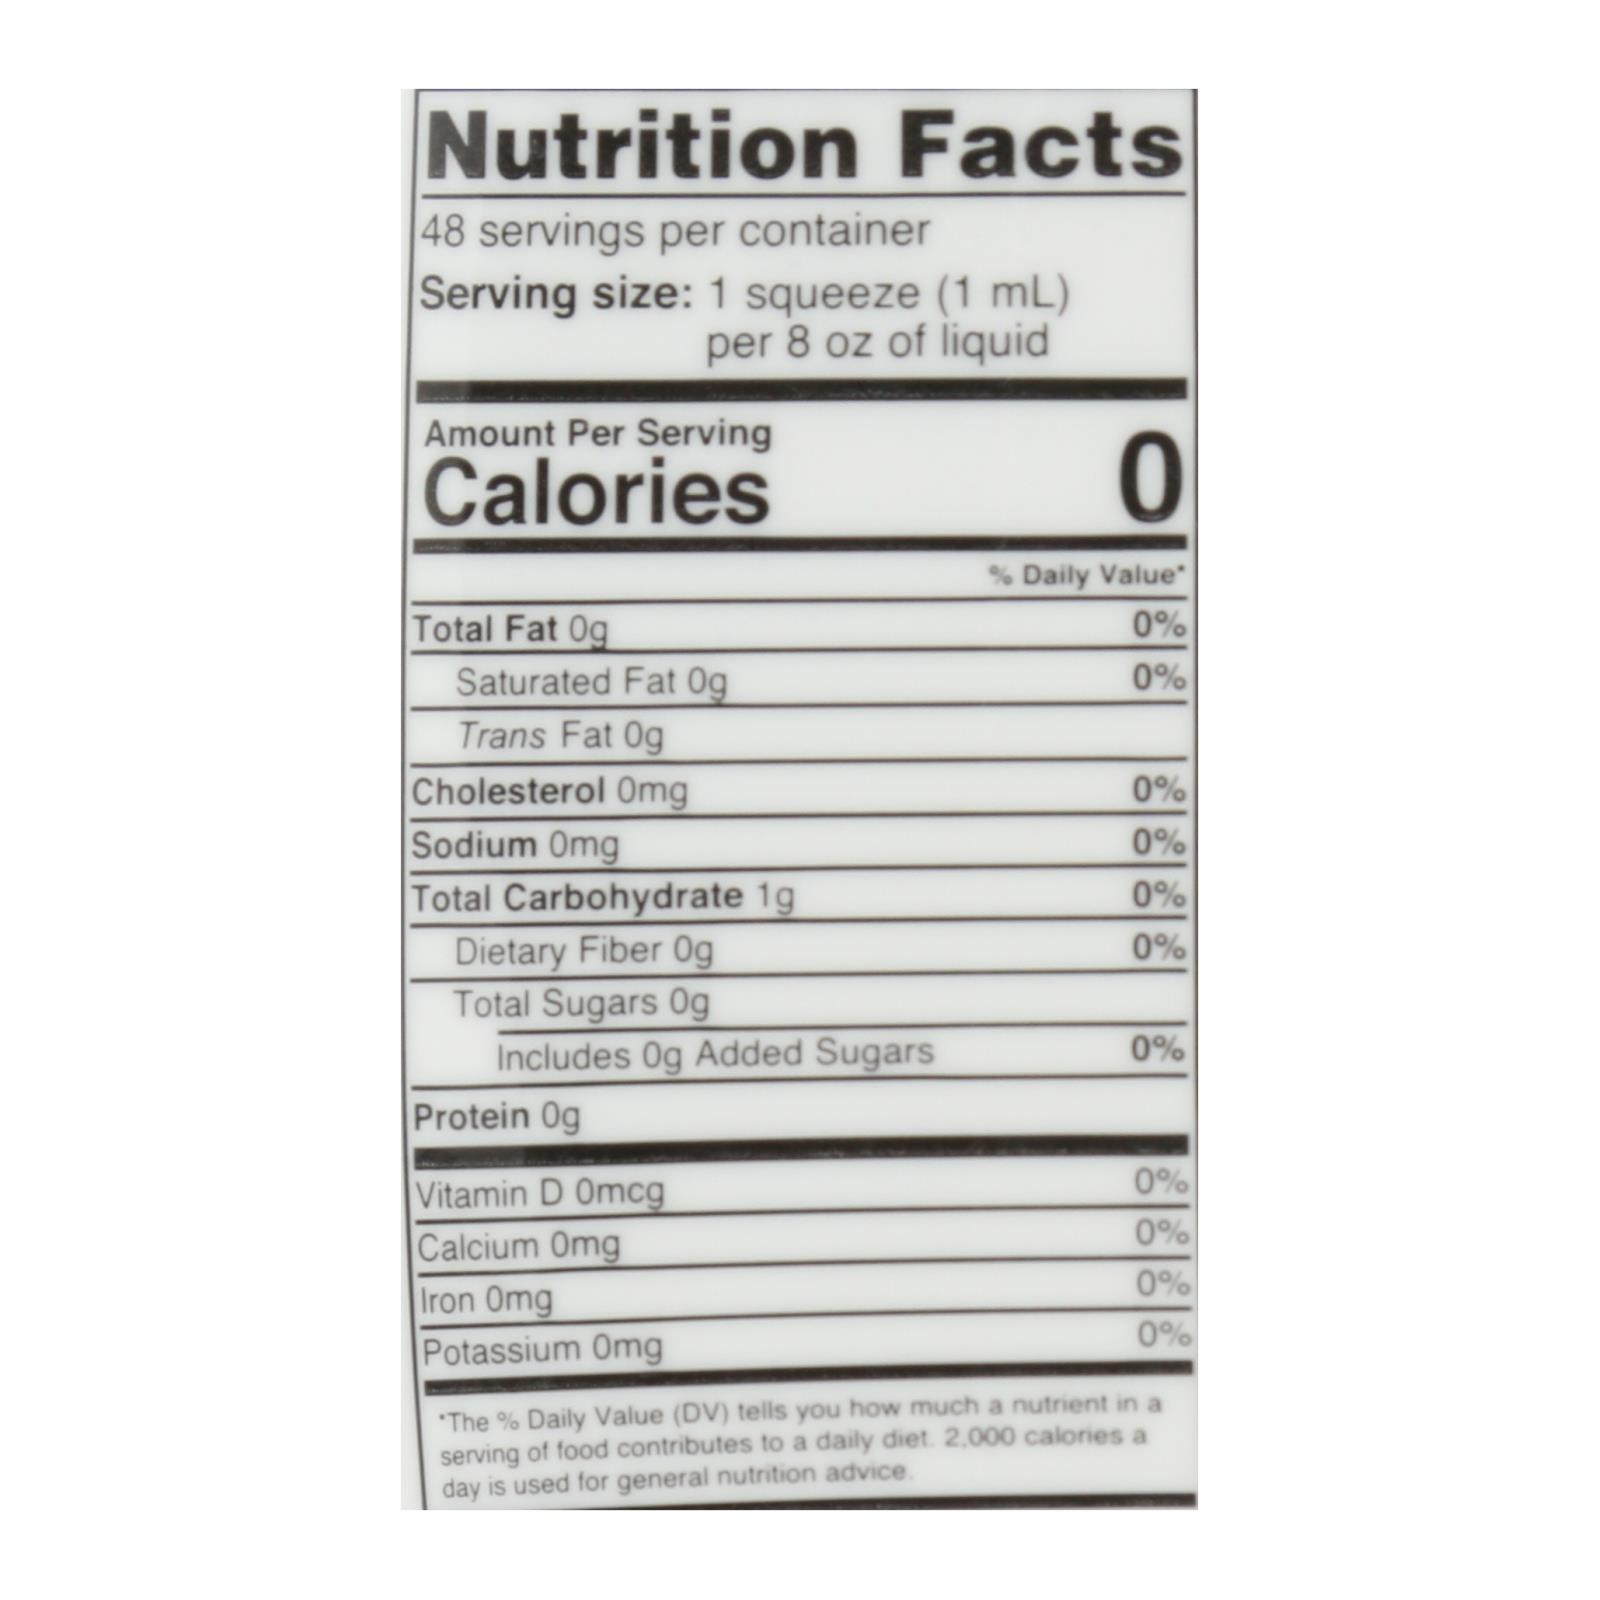 Nutrition Facts
48 servings per container
Serving size: 1 squeeze (1 mL)
per 8 oz of liquid
Amount Per Serving
Calories 0
% Daily Value*
Total Fat 0g 0%
Saturated Fat 0g 0%
Trans Fat 0g
Cholesterol 0mg 0%
Sodium 0mg 0%
Total Carbohydrate 1g 0%
Dietary Fiber 0g 0%
Total Sugars 0g
Includes 0g Added Sugars 0%
Protein 0g
Vitamin D 0mcg 0%
Calcium 0mg 0%
Iron 0mg 0%
Potassium 0mg 0%
*The % Daily Value (DV) tells you how much a nutrient in a
serving of food contributes to a daily diet. 2,000 calories a
day is used for general nutrition advice.